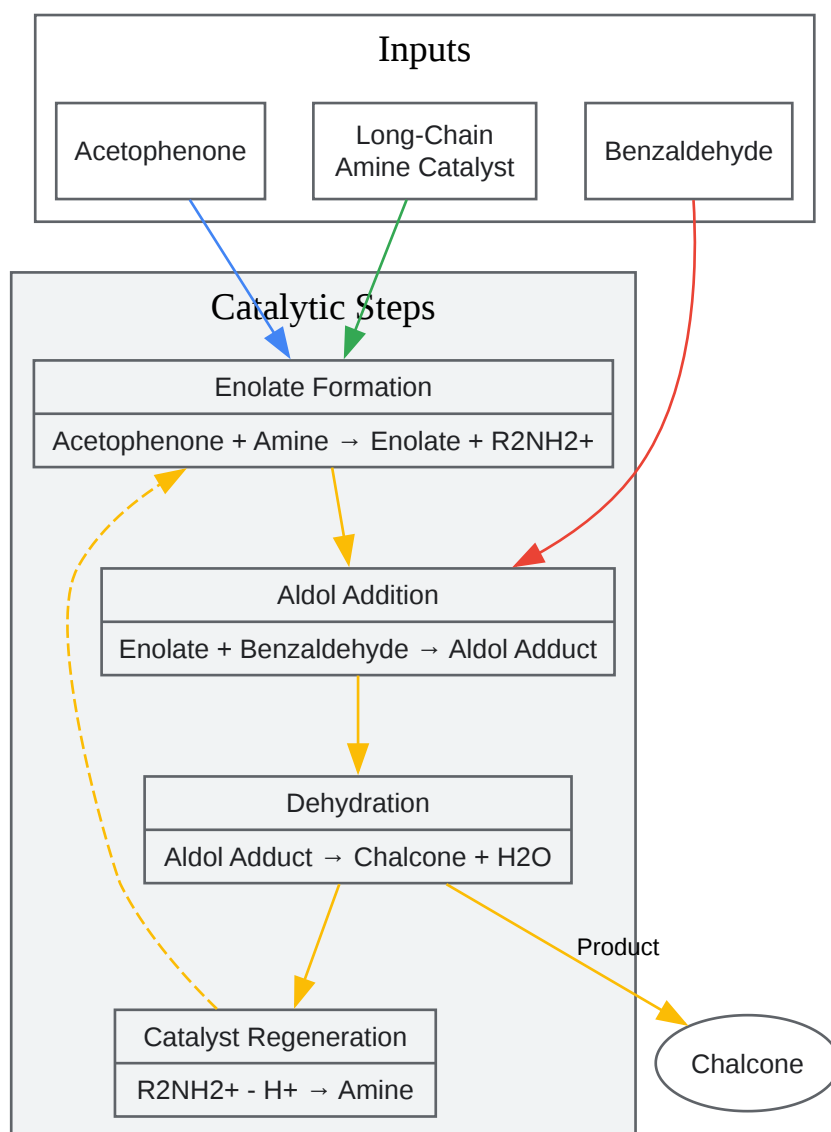 Inputs
Acetophenone
Long-Chain
Amine Catalyst
Benzaldehyde
Catalytic Steps
Enolate Formation
Acetophenone + Amine → Enolate + R2NH2+
Aldol Addition
Enolate + Benzaldehyde → Aldol Adduct
Dehydration
Aldol Adduct → Chalcone + H2O
Product
Catalyst Regeneration
R2NH2+ - H+ → Amine
Chalcone